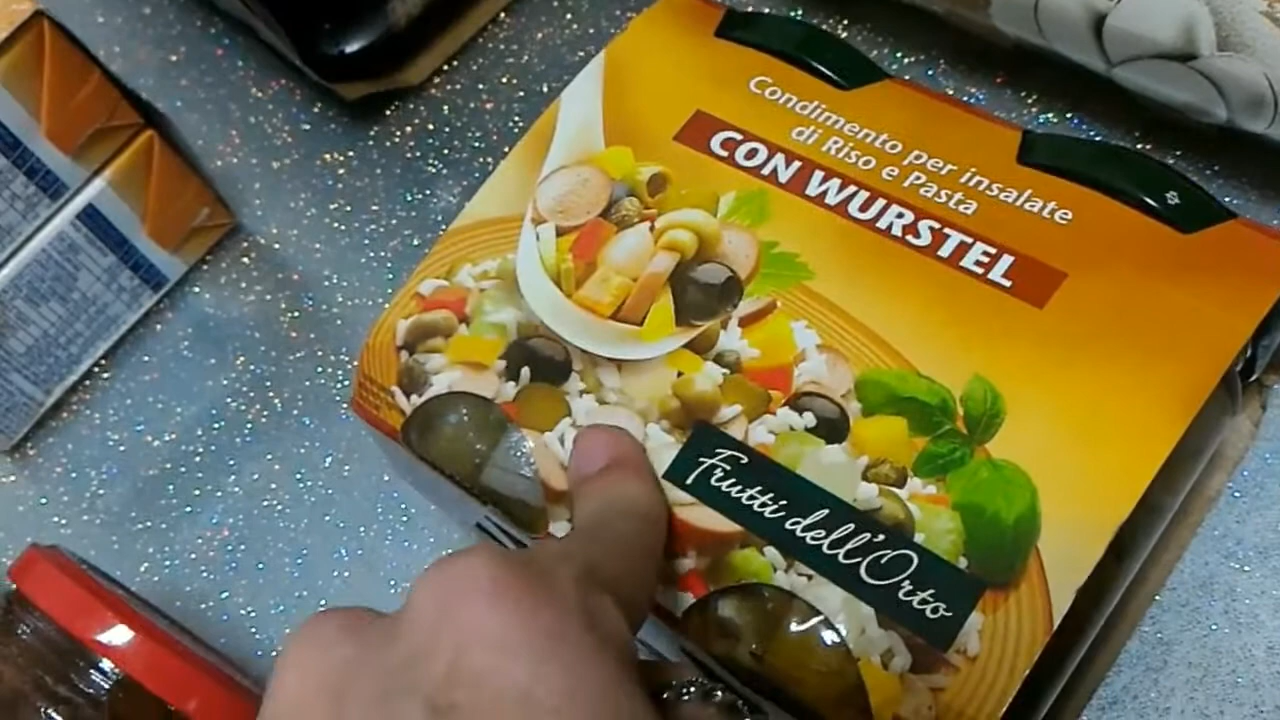 Condimento per insalate
di Riso e Pasta
CON WURSTEL
Frutti dell'Orto